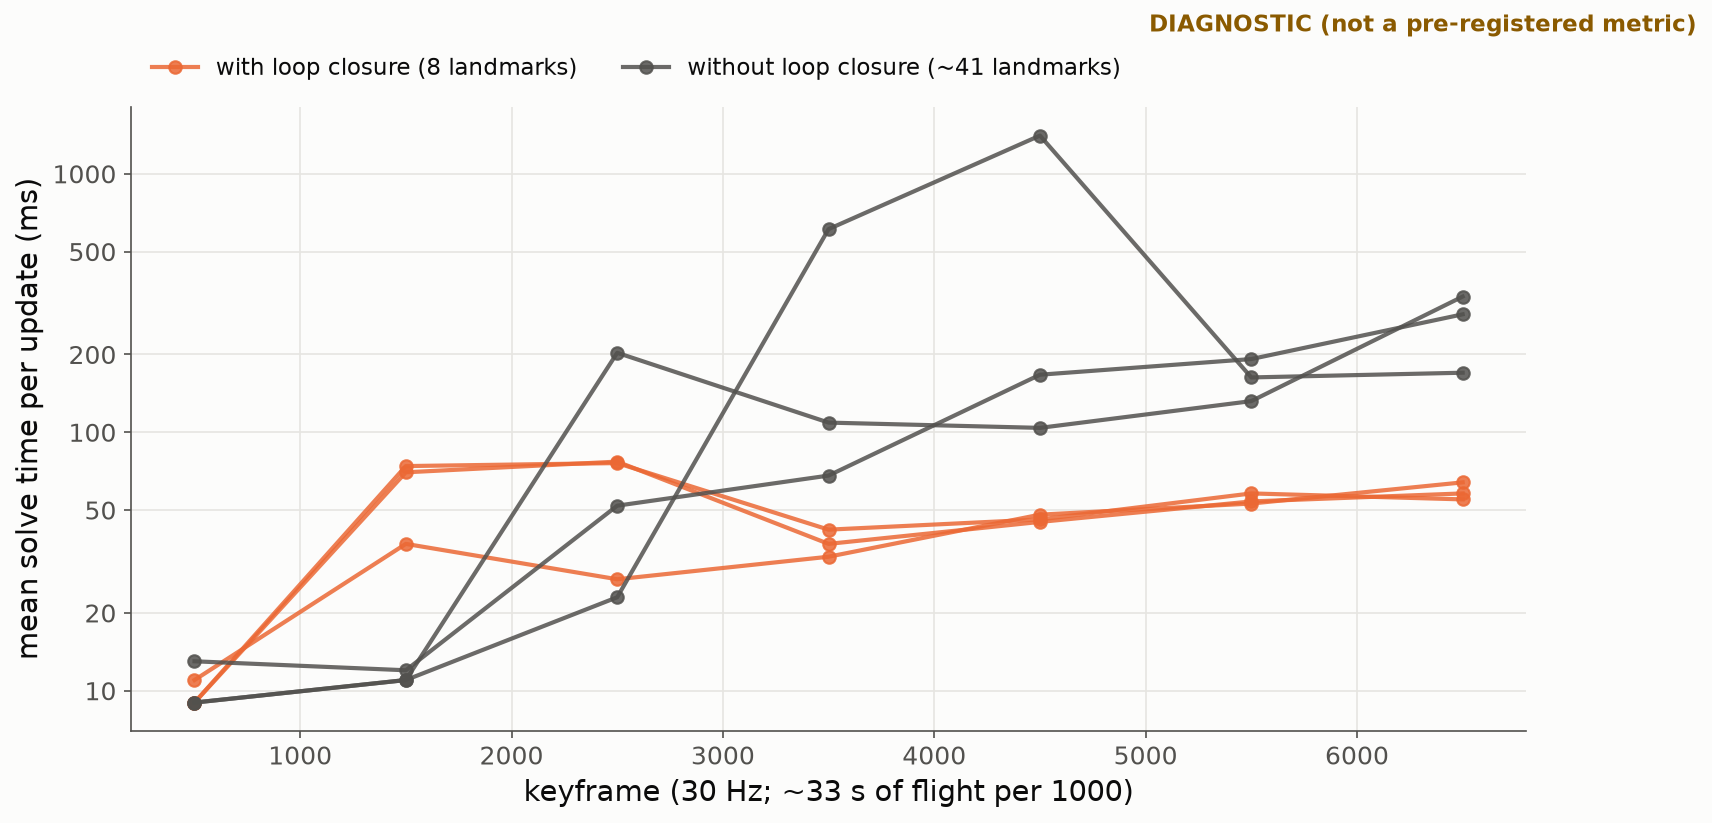 DIAGNOSTIC (not a pre-registered metric)
with loop closure (8 landmarks)
without loop closure (~41 landmarks)
mean solve time per update (ms)
1000
500
200
100
50
20
10
1000 2000 3000 4000 5000 6000
keyframe (30 Hz; ~33 s of flight per 1000)